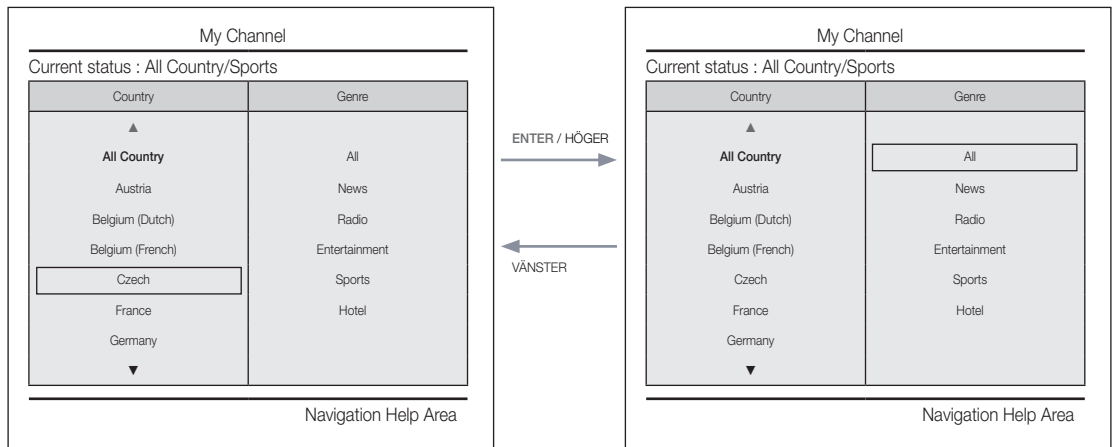 My Channel
Current status : All Country/Sports
Country Genre
▲
All Country All
Austria News
Belgium (Dutch) Radio
Belgium (French) Entertainment
Czech Sports
France Hotel
Germany
▼
Navigation Help Area
ENTER / HÖGER
VÄNSTER
My Channel
Current status : All Country/Sports
Country Genre
▲
All Country All
Austria News
Belgium (Dutch) Radio
Belgium (French) Entertainment
Czech Sports
France Hotel
Germany
▼
Navigation Help Area